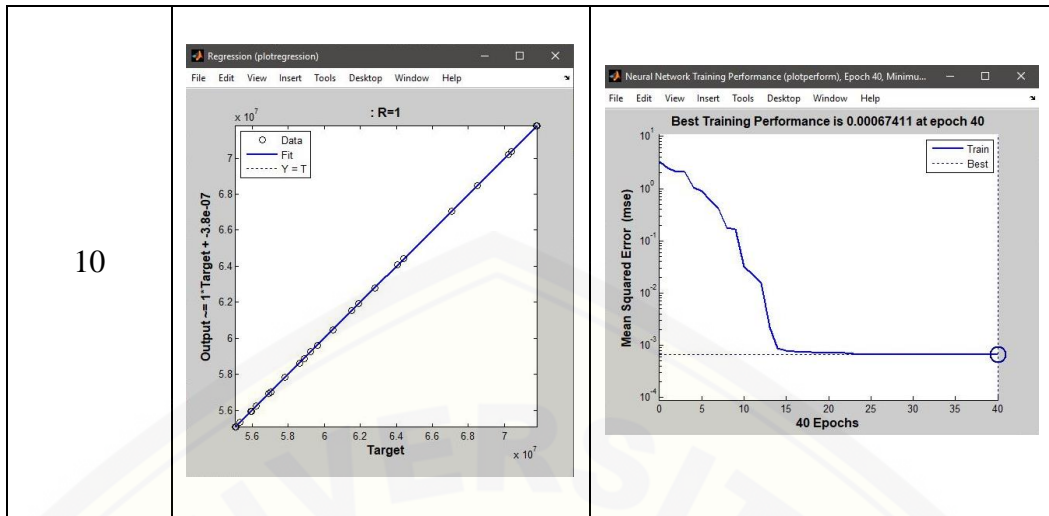 10
Regression (plotregression)
File Edit View Insert Tools Desktop Window Help
: R=1
x 10^7
Data
Fit
Y = T
7
6.8
6.6
6.4
6.2
6
5.8
5.6
Output ~= 1*Target + -3.8e-07
5.6 5.8 6 6.2 6.4 6.6 6.8 7
Target
x 10^7
Neural Network Training Performance (plotperform), Epoch 40, Minimu...
File Edit View Insert Tools Desktop Window Help
Best Training Performance is 0.00067411 at epoch 40
Train
Best
10^1
10^0
10^-1
10^-2
10^-3
10^-4
Mean Squared Error (mse)
0 5 10 15 20 25 30 35 40
40 Epochs
IVERSIT